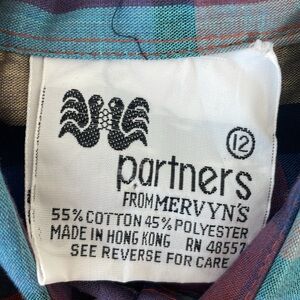 12
partners
FROM MERVYN'S
55% COTTON 45% POLYESTER
MADE IN HONG KONG RN 48557
SEE REVERSE FOR CARE